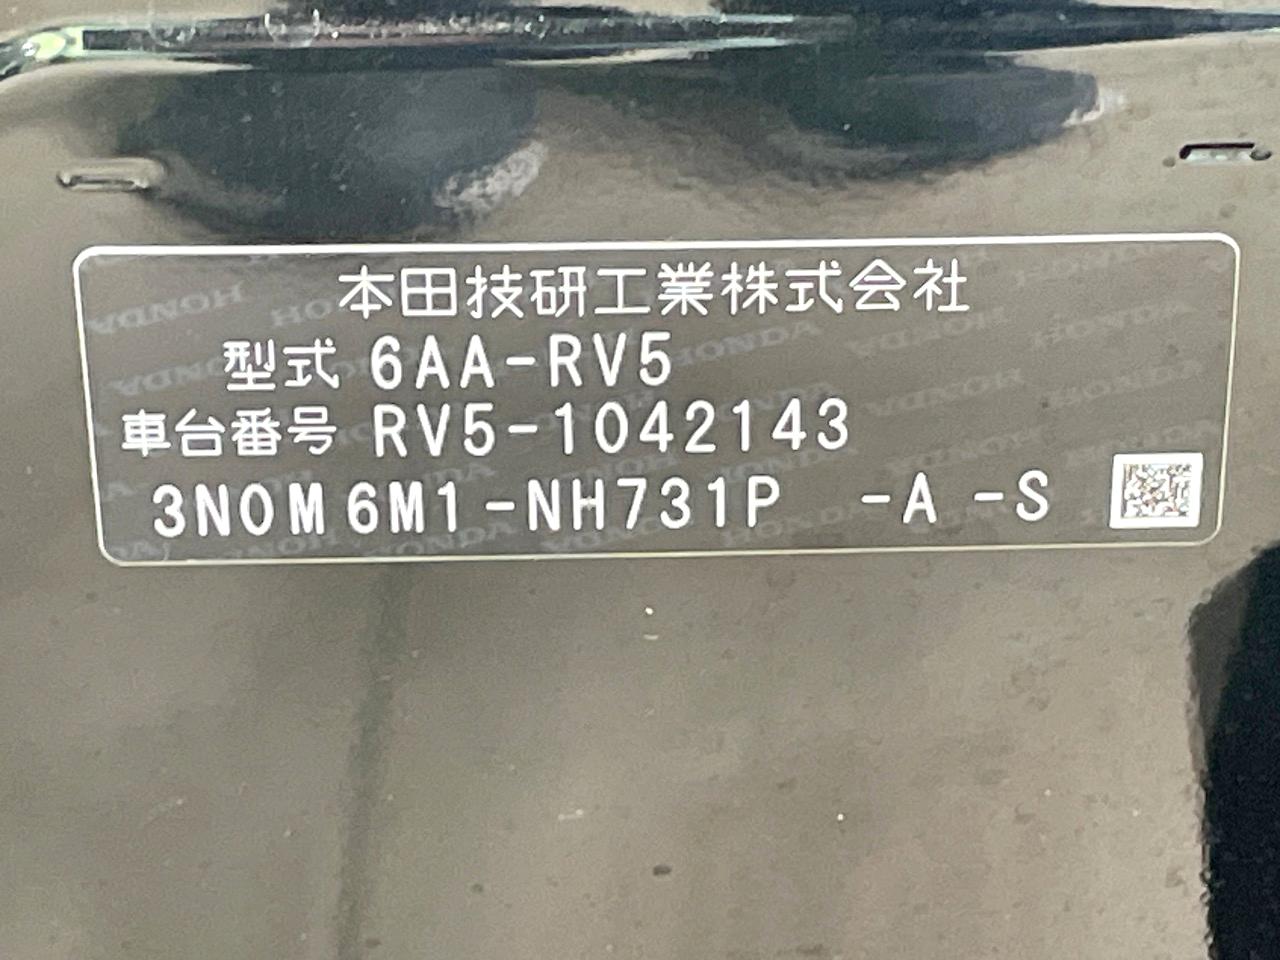 本田技研工業株式会社
型式 6AA-RV5
車台番号 RV5-1042143
3N0M6M1-NH731P -A -S